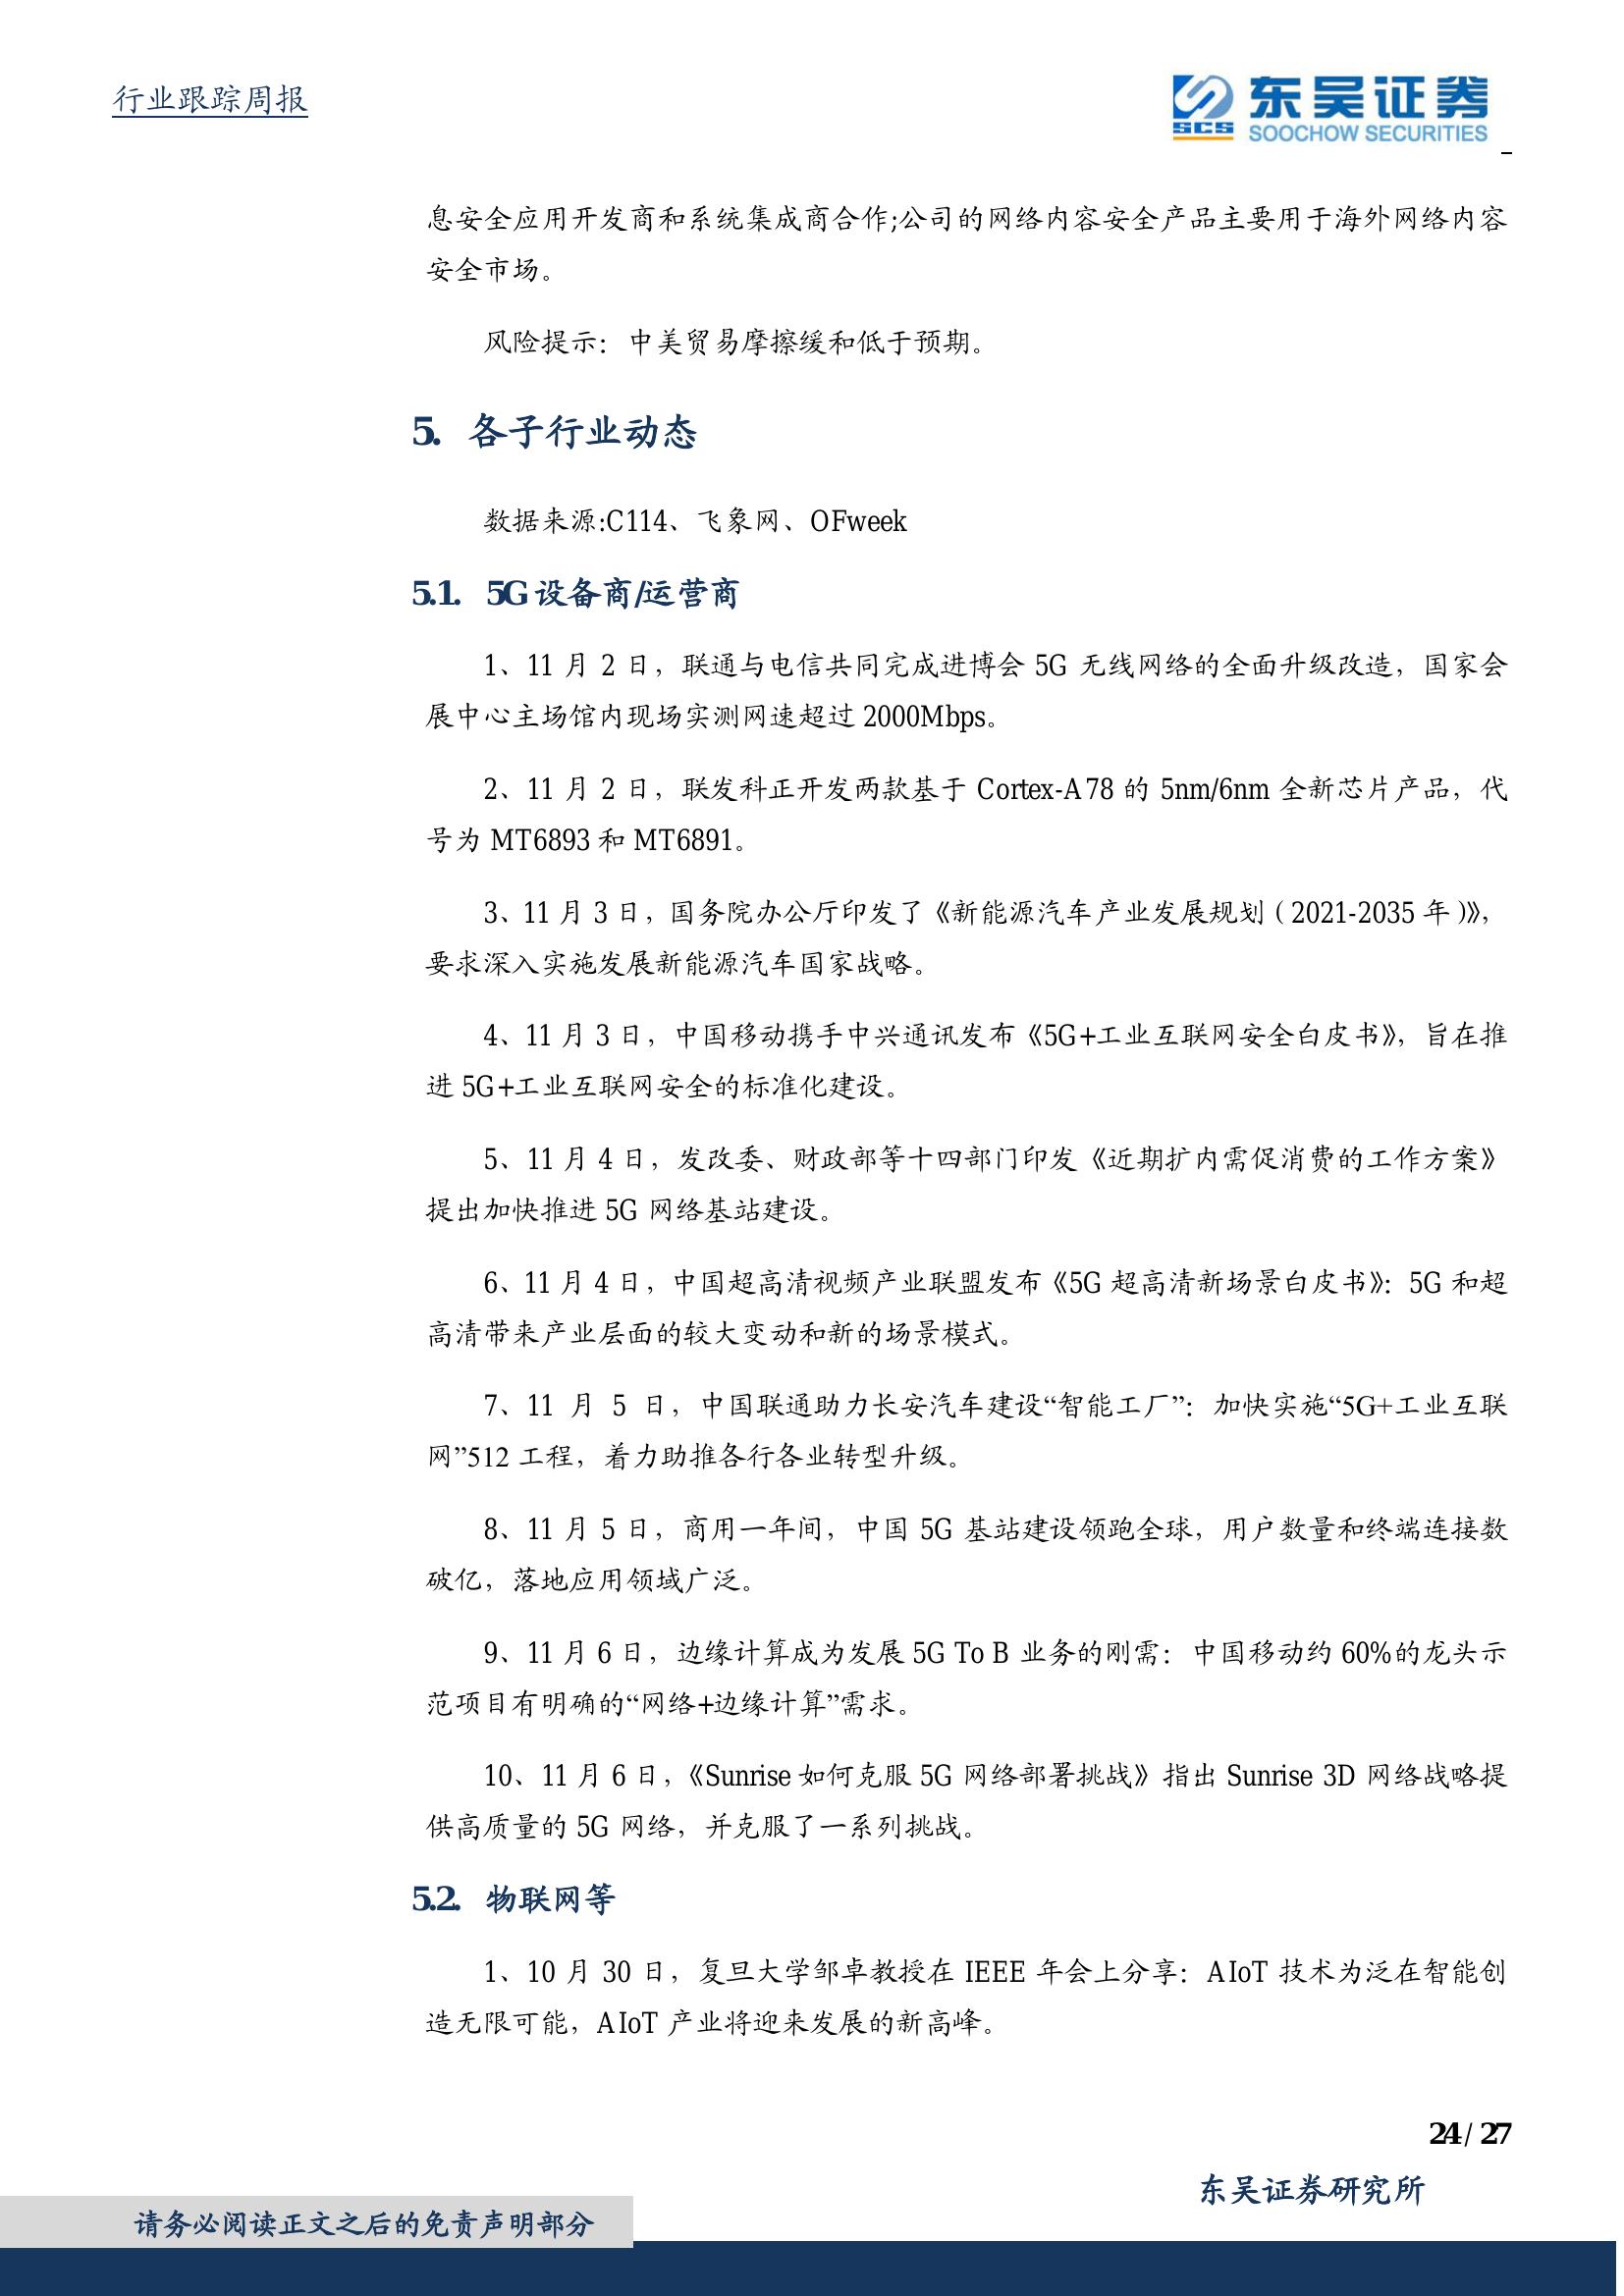 行业跟踪周报
SCS
东吴证券
SOOCHOW SECURITIES
息安全应用开发商和系统集成商合作;公司的网络内容安全产品主要用于海外网络内容
安全市场。
风险提示：中美贸易摩擦缓和低于预期。
5. 各子行业动态
数据来源:C114、飞象网、OFweek
5.1. 5G 设备商/运营商
1、11 月 2 日，联通与电信共同完成进博会 5G 无线网络的全面升级改造，国家会
展中心主场馆内现场实测网速超过 2000Mbps。
2、11 月 2 日，联发科正开发两款基于 Cortex-A78 的 5nm/6nm 全新芯片产品，代
号为 MT6893 和 MT6891。
3、11 月 3 日，国务院办公厅印发了《新能源汽车产业发展规划（2021-2035 年）》，
要求深入实施发展新能源汽车国家战略。
4、11 月 3 日，中国移动携手中兴通讯发布《5G+工业互联网安全白皮书》，旨在推
进 5G+工业互联网安全的标准化建设。
5、11 月 4 日，发改委、财政部等十四部门印发《近期扩内需促消费的工作方案》
提出加快推进 5G 网络基站建设。
6、11 月 4 日，中国超高清视频产业联盟发布《5G 超高清新场景白皮书》：5G 和超
高清带来产业层面的较大变动和新的场景模式。
7、11 月 5 日，中国联通助力长安汽车建设“智能工厂”：加快实施“5G+工业互联
网”512 工程，着力助推各行各业转型升级。
8、11 月 5 日，商用一年间，中国 5G 基站建设领跑全球，用户数量和终端连接数
破亿，落地应用领域广泛。
9、11 月 6 日，边缘计算成为发展 5G To B 业务的刚需：中国移动约 60%的龙头示
范项目有明确的“网络+边缘计算”需求。
10、11 月 6 日，《Sunrise 如何克服 5G 网络部署挑战》指出 Sunrise 3D 网络战略提
供高质量的 5G 网络，并克服了一系列挑战。
5.2. 物联网等
1、10 月 30 日，复旦大学邹卓教授在 IEEE 年会上分享：AIoT 技术为泛在智能创
造无限可能，AIoT 产业将迎来发展的新高峰。
24 / 27
东吴证券研究所
请务必阅读正文之后的免责声明部分